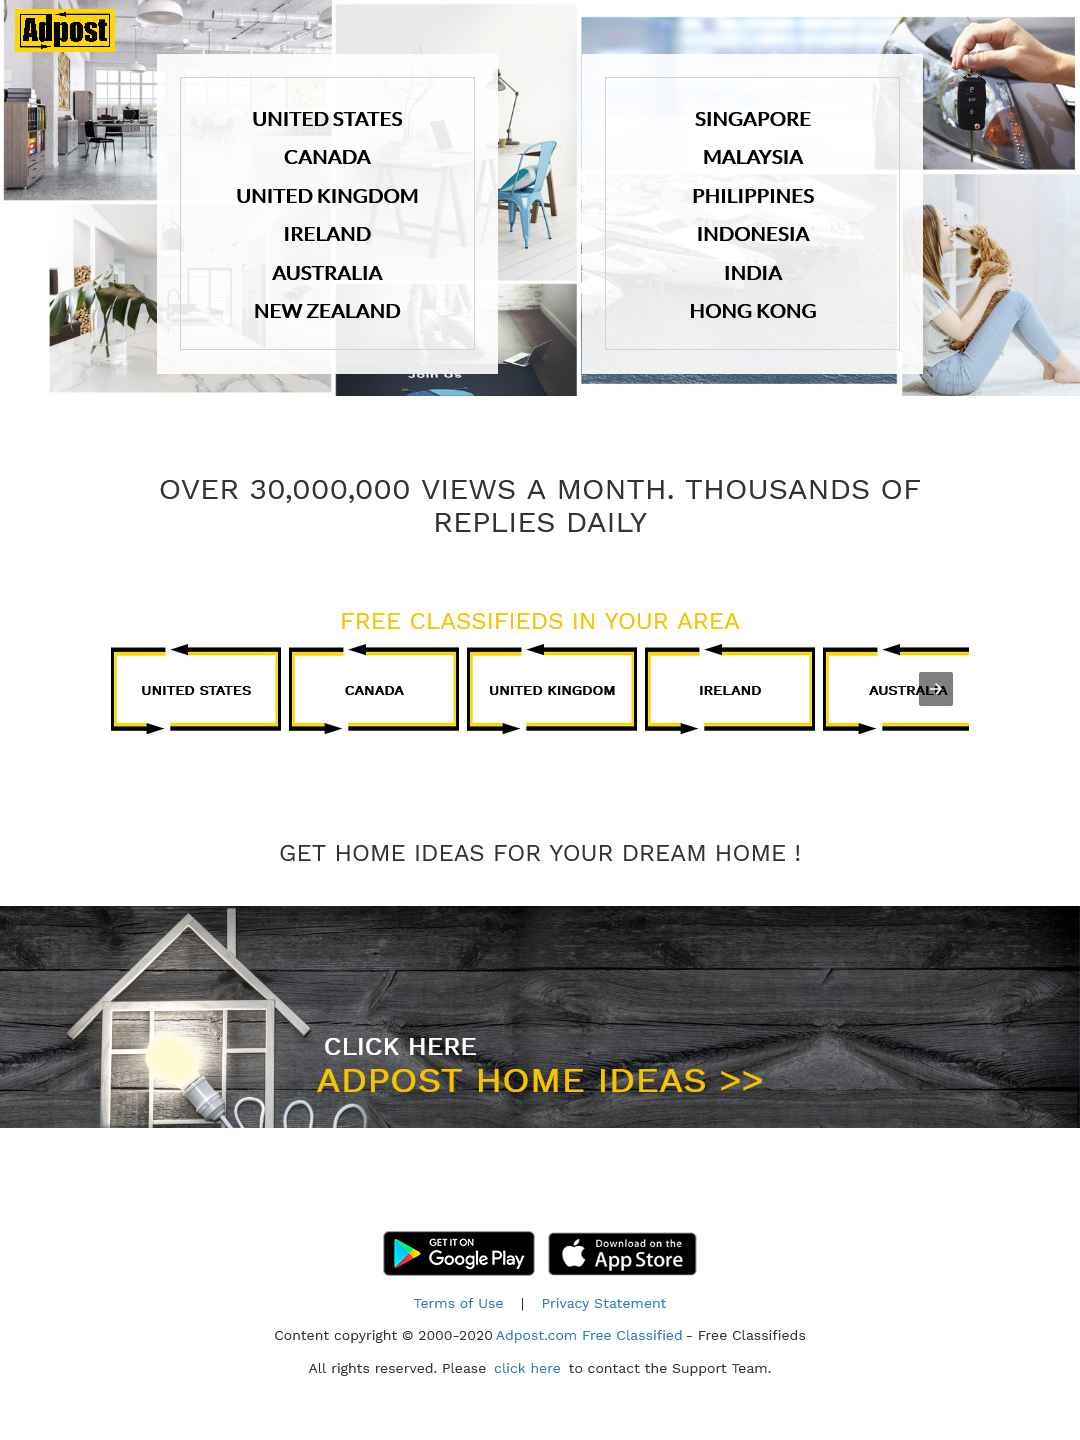 Adpost
UNITED STATES
CANADA
UNITED KINGDOM
IRELAND
AUSTRALIA
NEW ZEALAND
SINGAPORE
MALAYSIA
PHILIPPINES
INDONESIA
INDIA
HONG KONG
Join Us
OVER 30,000,000 VIEWS A MONTH. THOUSANDS OF
REPLIES DAILY
FREE CLASSIFIEDS IN YOUR AREA
UNITED STATES
CANADA
UNITED KINGDOM
IRELAND
AUSTRALIA
GET HOME IDEAS FOR YOUR DREAM HOME !
CLICK HERE
ADPOST HOME IDEAS >>
GET IT ON
Google Play
Download on the
App Store
Terms of Use | Privacy Statement
Content copyright © 2000-2020 Adpost.com Free Classified - Free Classifieds
All rights reserved. Please click here to contact the Support Team.